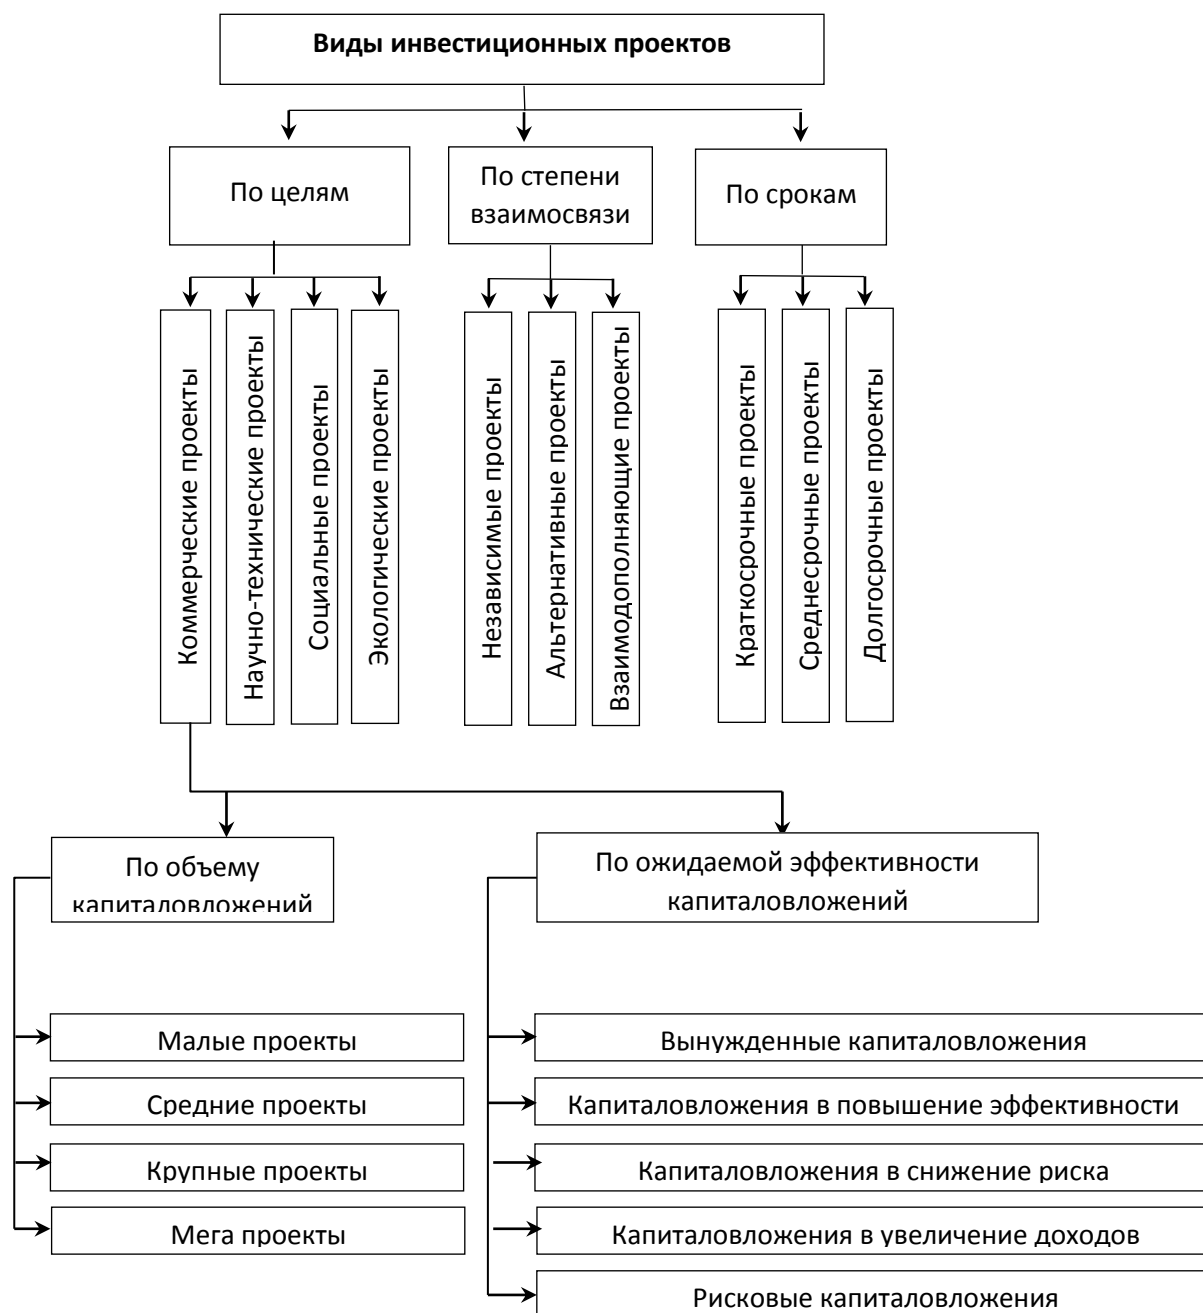 Виды инвестиционных проектов
По целям
По степени
взаимосвязи
По срокам
Коммерческие проекты
Научно-технические проекты
Социальные проекты
Экологические проекты
Независимые проекты
Альтернативные проекты
Взаимодополняющие проекты
Краткосрочные проекты
Среднесрочные проекты
Долгосрочные проекты
По объему
капиталовложений
По ожидаемой эффективности
капиталовложений
Малые проекты
Средние проекты
Крупные проекты
Мега проекты
Вынужденные капиталовложения
Капиталовложения в повышение эффективности
Капиталовложения в снижение риска
Капиталовложения в увеличение доходов
Рисковые капиталовложения